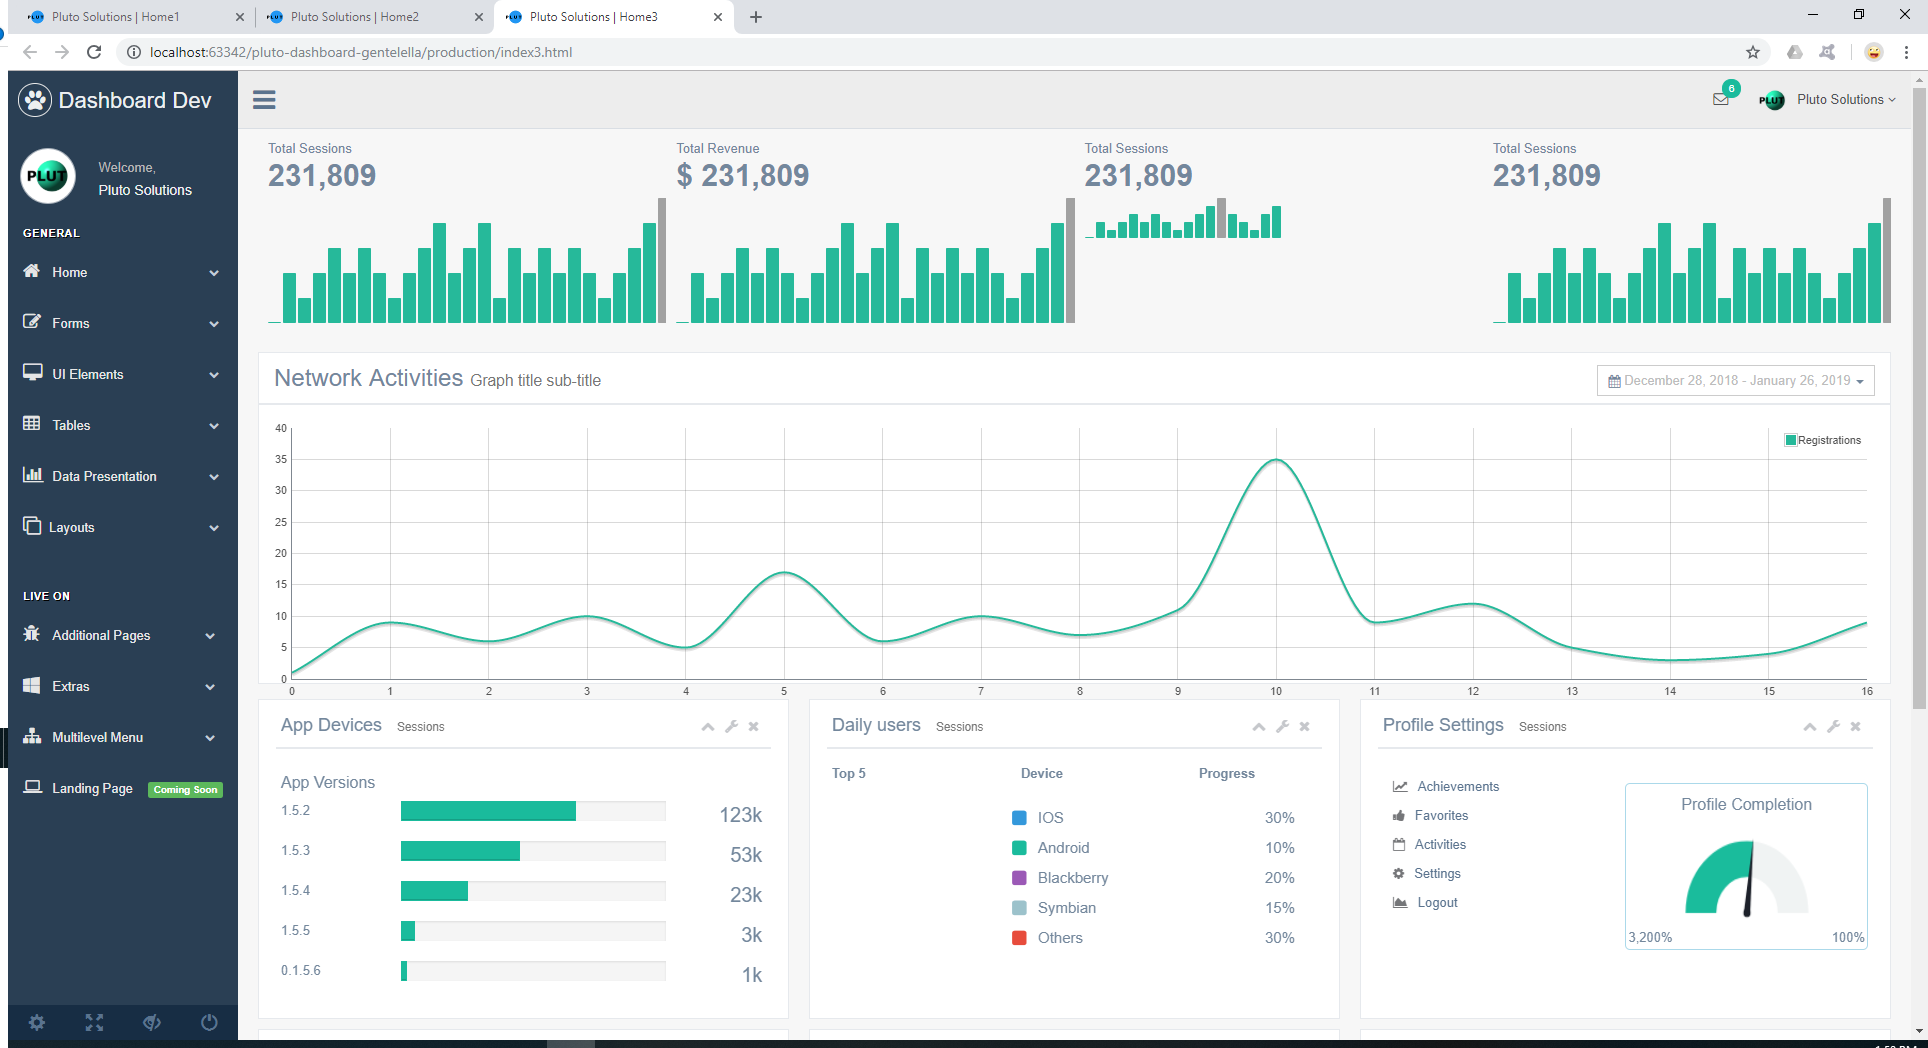 Pluto Solutions | Home1
Pluto Solutions | Home2
Pluto Solutions | Home3
localhost:63342/pluto-dashboard-gentelella/production/index3.html
Dashboard Dev
6
PLUT
Pluto Solutions
PLUT
Welcome,
Pluto Solutions
GENERAL
Home
Forms
UI Elements
Tables
Data Presentation
Layouts
LIVE ON
Additional Pages
Extras
Multilevel Menu
Landing Page Coming Soon
Total Sessions
231,809
Total Revenue
$ 231,809
Total Sessions
231,809
Total Sessions
231,809
Network Activities Graph title sub-title
December 28, 2018 - January 26, 2019
Registrations
40
35
30
25
20
15
10
5
0
0 1 2 3 4 5 6 7 8 9 10 11 12 13 14 15 16
App Devices Sessions
App Versions
1.5.2 123k
1.5.3 53k
1.5.4 23k
1.5.5 3k
0.1.5.6 1k
Daily users Sessions
Top 5 Device Progress
IOS 30%
Android 10%
Blackberry 20%
Symbian 15%
Others 30%
Profile Settings Sessions
Achievements
Favorites
Activities
Settings
Logout
Profile Completion
3,200% 100%